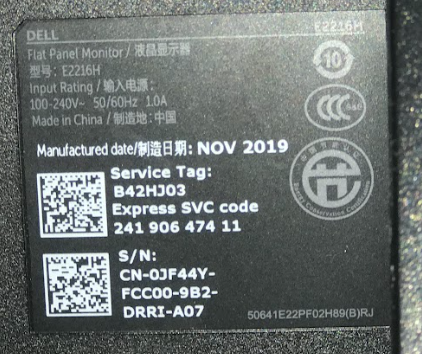 DELL
E2216H
Flat Panel Monitor / 液晶显示器
型号: E2216H
Input Rating / 输入电源:
100-240V~ 50/60Hz 1.0A
Made in China / 制造地: 中国
10
CCC
Manufactured date/制造日期: NOV 2019
Service Tag:
B42HJ03
Express SVC code
241 906 474 11
S/N:
CN-0JF44Y-
FCC00-9B2-
DRRI-A07
50641E22PF02H89(B)RJ